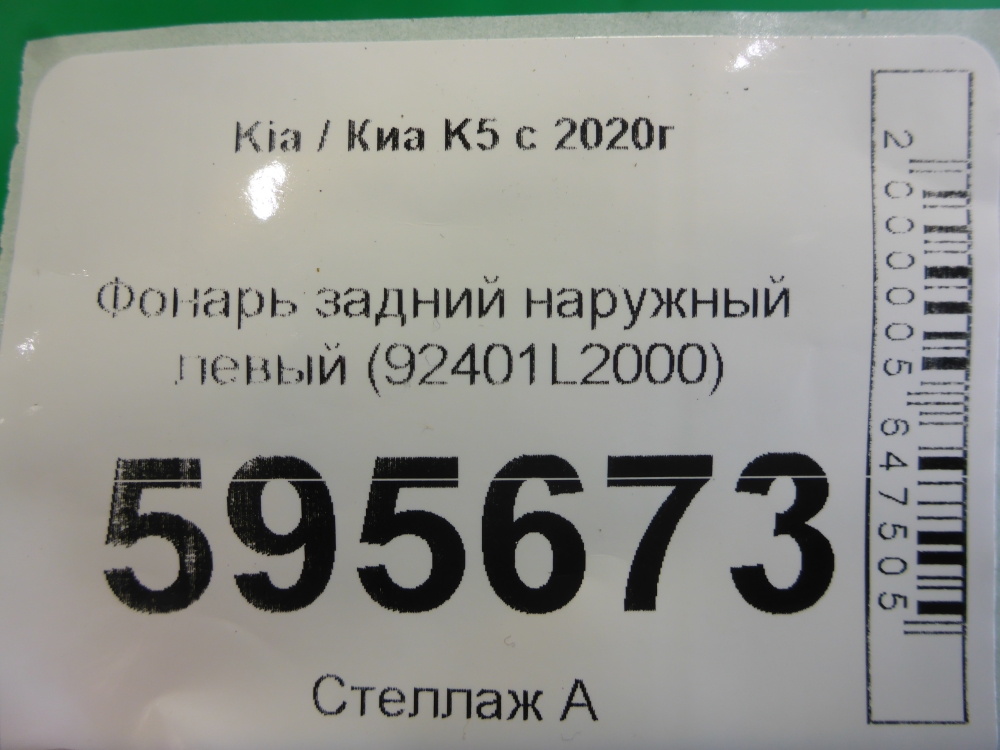 Kia / Киа K5 с 2020г
Фонарь задний наружный
левый (92401L2000)
595673
Стеллаж А
2000005647505